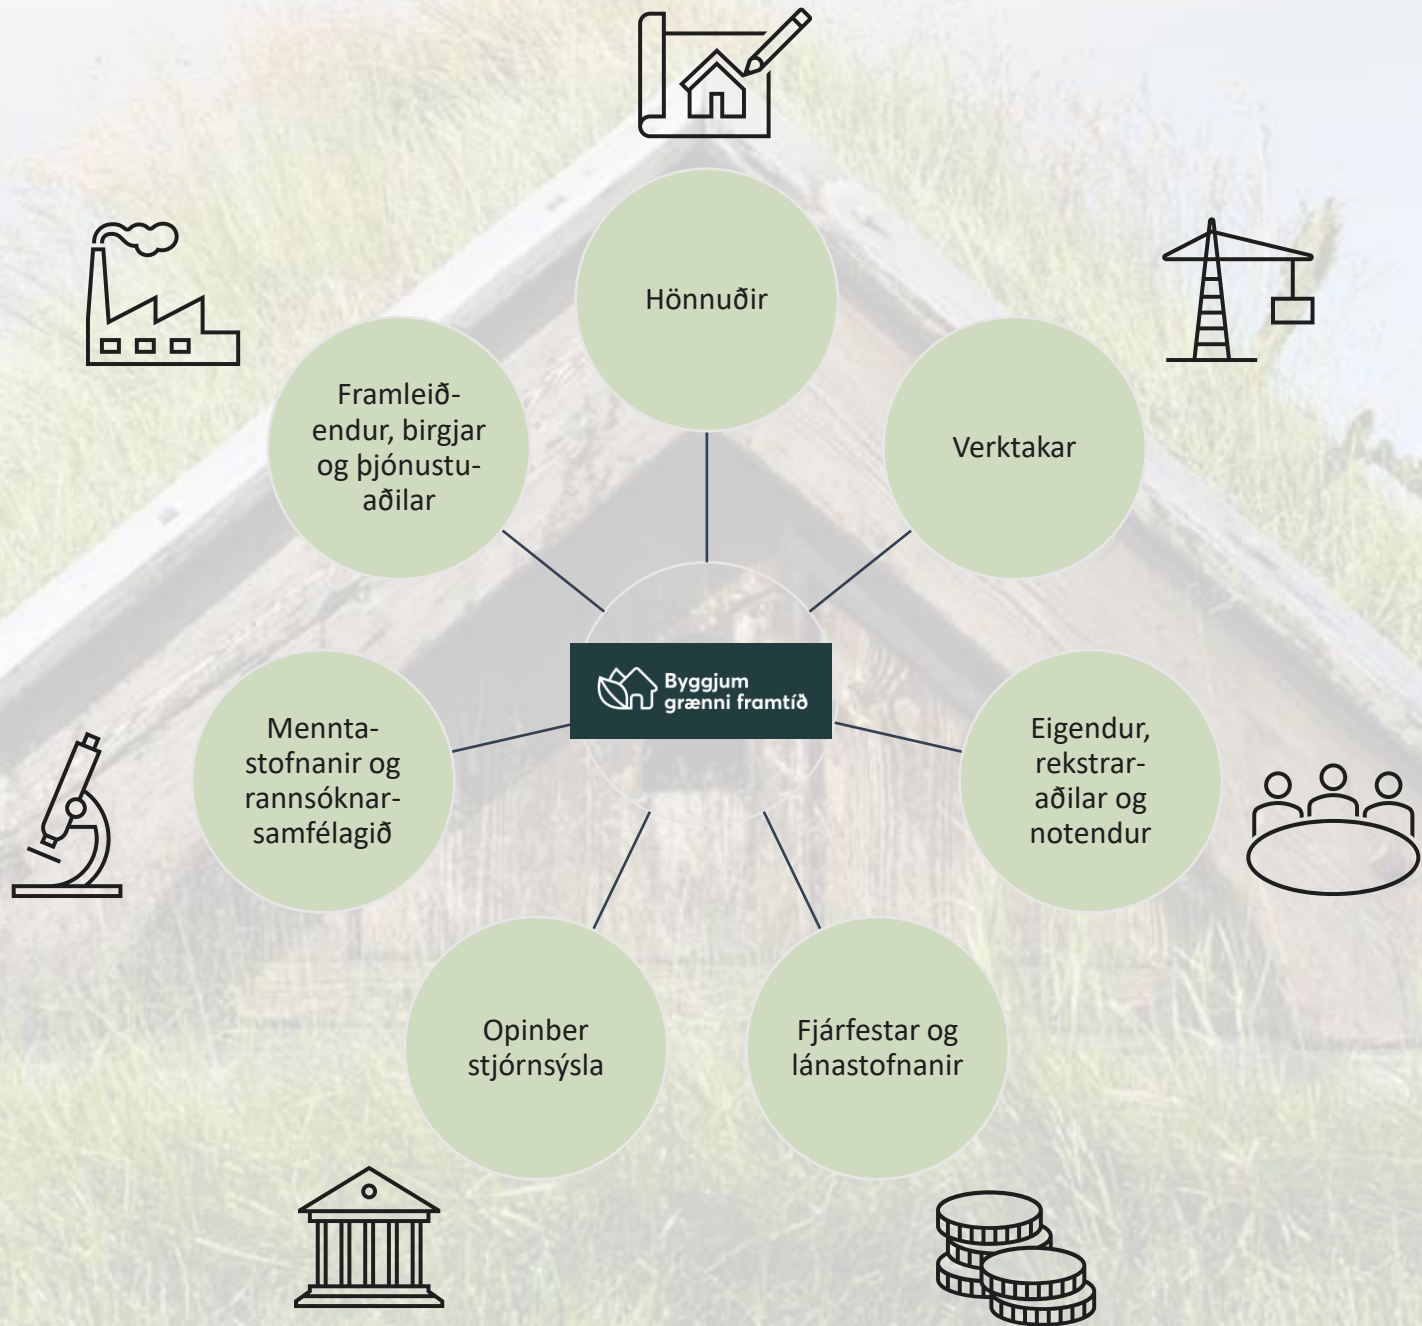 Hönnuðir
Framleið-
endur, birgjar
og þjónustu-
aðilar
Verktakar
Byggjum
grænni framtíð
Mennta-
stofnanir og
rannsóknar-
samfélagið
Eigendur,
rekstrar-
aðilar og
notendur
Opinber
stjórnsýsla
Fjárfestar og
lánastofnanir